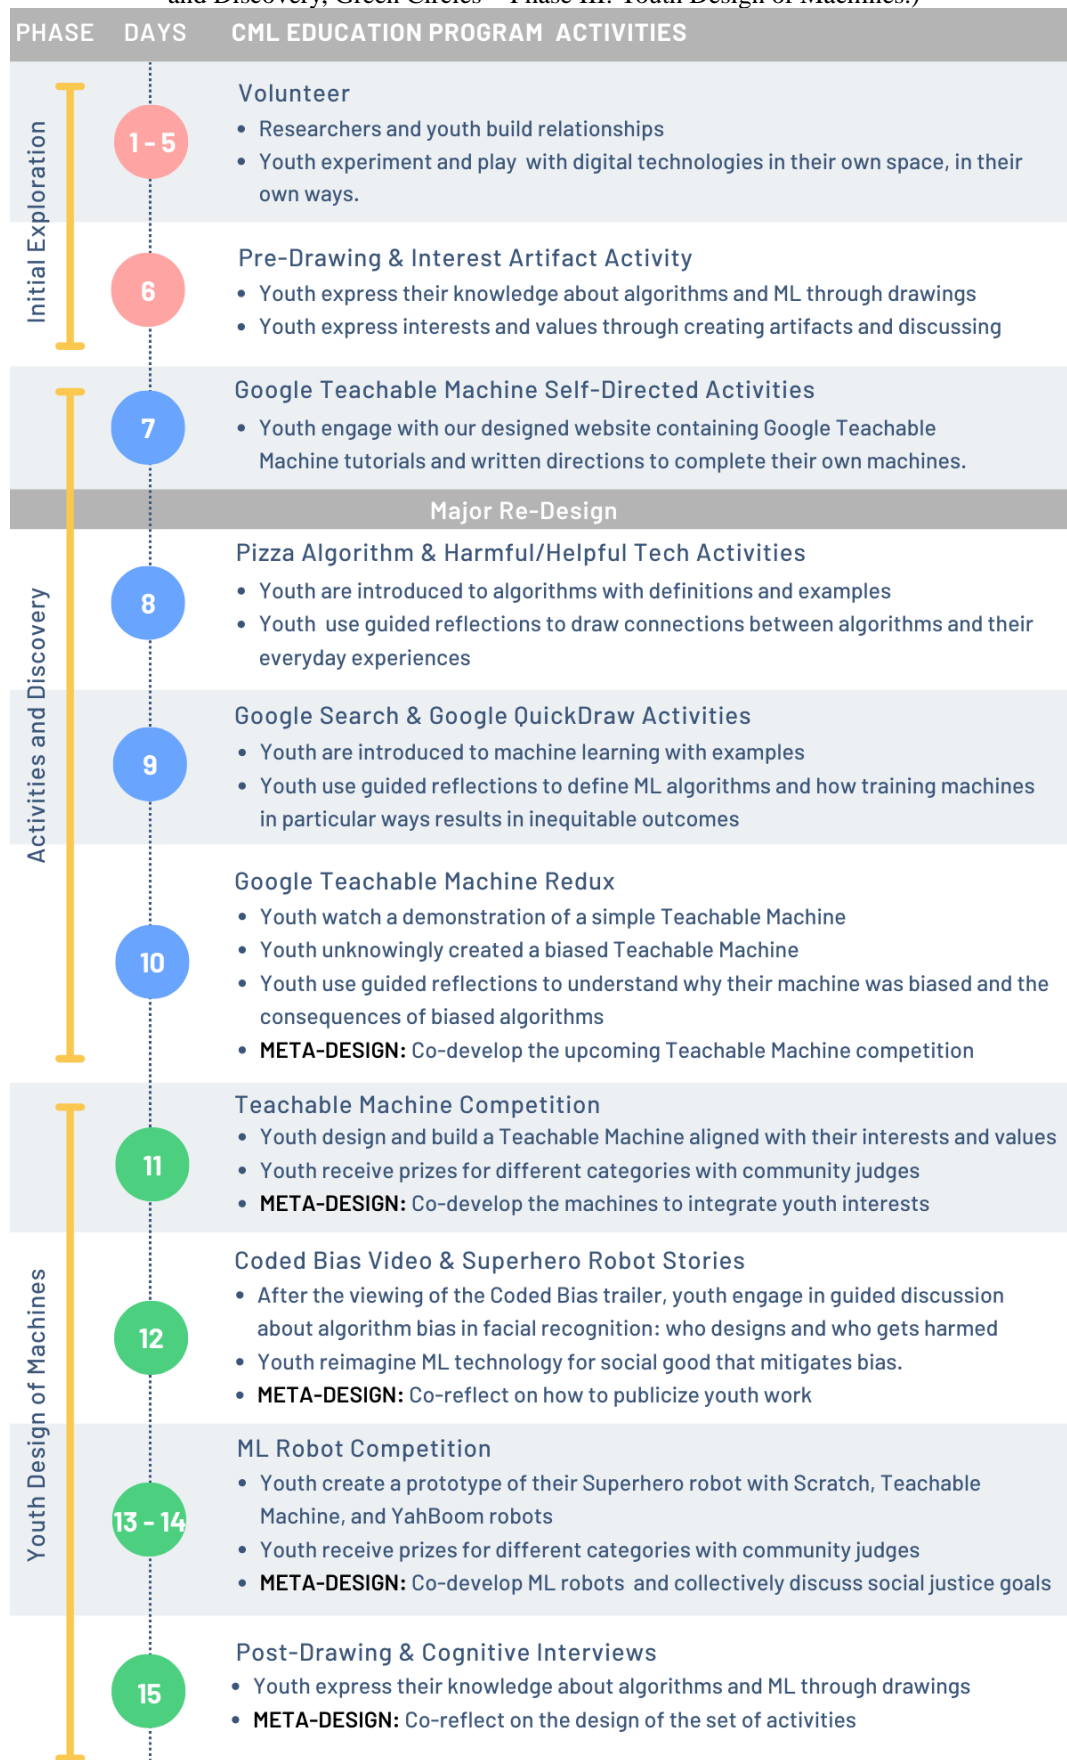 and Discovery, Green Circles – Phase III: Youth Design of Machines.)
PHASE DAYS CML EDUCATION PROGRAM ACTIVITIES
Initial Exploration
1 - 5
Volunteer
• Researchers and youth build relationships
• Youth experiment and play with digital technologies in their own space, in their
own ways.
6
Pre-Drawing & Interest Artifact Activity
• Youth express their knowledge about algorithms and ML through drawings
• Youth express interests and values through creating artifacts and discussing
Activities and Discovery
7
Google Teachable Machine Self-Directed Activities
• Youth engage with our designed website containing Google Teachable
Machine tutorials and written directions to complete their own machines.
Major Re-Design
8
Pizza Algorithm & Harmful/Helpful Tech Activities
• Youth are introduced to algorithms with definitions and examples
• Youth use guided reflections to draw connections between algorithms and their
everyday experiences
9
Google Search & Google QuickDraw Activities
• Youth are introduced to machine learning with examples
• Youth use guided reflections to define ML algorithms and how training machines
in particular ways results in inequitable outcomes
10
Google Teachable Machine Redux
• Youth watch a demonstration of a simple Teachable Machine
• Youth unknowingly created a biased Teachable Machine
• Youth use guided reflections to understand why their machine was biased and the
consequences of biased algorithms
• META-DESIGN: Co-develop the upcoming Teachable Machine competition
Youth Design of Machines
11
Teachable Machine Competition
• Youth design and build a Teachable Machine aligned with their interests and values
• Youth receive prizes for different categories with community judges
• META-DESIGN: Co-develop the machines to integrate youth interests
12
Coded Bias Video & Superhero Robot Stories
• After the viewing of the Coded Bias trailer, youth engage in guided discussion
about algorithm bias in facial recognition: who designs and who gets harmed
• Youth reimagine ML technology for social good that mitigates bias.
• META-DESIGN: Co-reflect on how to publicize youth work
13 - 14
ML Robot Competition
• Youth create a prototype of their Superhero robot with Scratch, Teachable
Machine, and YahBoom robots
• Youth receive prizes for different categories with community judges
• META-DESIGN: Co-develop ML robots and collectively discuss social justice goals
15
Post-Drawing & Cognitive Interviews
• Youth express their knowledge about algorithms and ML through drawings
• META-DESIGN: Co-reflect on the design of the set of activities